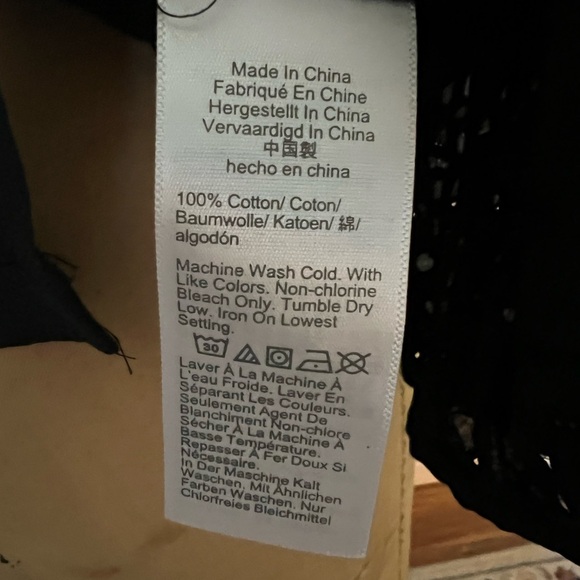 Made In China
Fabriqué En Chine
Hergestellt In China
Vervaardigd In China
中国製
hecho en china
100% Cotton/ Coton/
Baumwolle/ Katoen/ 綿/
algodón
Machine Wash Cold. With
Like Colors. Non-chlorine
Bleach Only. Tumble Dry
Low. Iron On Lowest
Setting.
30
Laver À La Machine À
L'eau Froide. Laver En
Séparant Les Couleurs.
Seulement Agent De
Blanchiment Non-chlore
Sécher À La Machine À
Basse Température.
Repasser À Fer Doux Si
Nécessaire.
In Der Maschine Kalt
Waschen, Mit Ähnlichen
Farben Waschen. Nur
Chlorfreies Bleichmittel